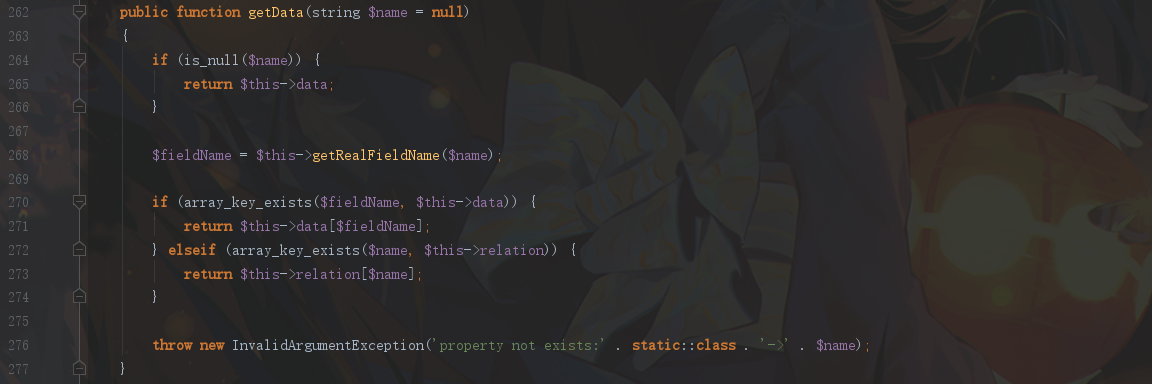 262 public function getData(string $name = null)
263 {
264 if (is_null($name)) {
265 return $this->data;
266 }
267
268 $fieldName = $this->getRealFieldName($name);
269
270 if (array_key_exists($fieldName, $this->data)) {
271 return $this->data[$fieldName];
272 } elseif (array_key_exists($name, $this->relation)) {
273 return $this->relation[$name];
274 }
275
276 throw new InvalidArgumentException('property not exists:' . static::class . '->' . $name);
277 }